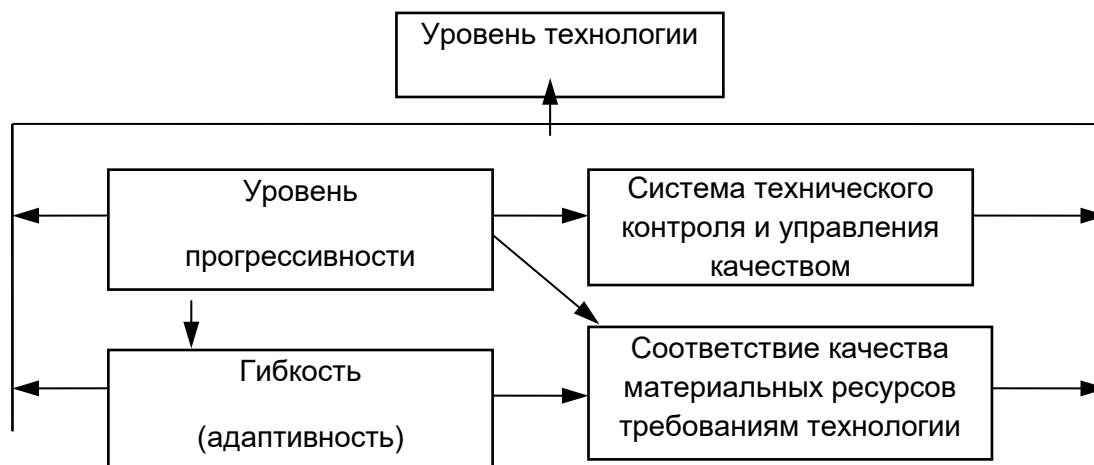 Уровень технологии
Уровень
прогрессивности
Система технического
контроля и управления
качеством
Гибкость
(адаптивность)
Соответствие качества
материальных ресурсов
требованиям технологии